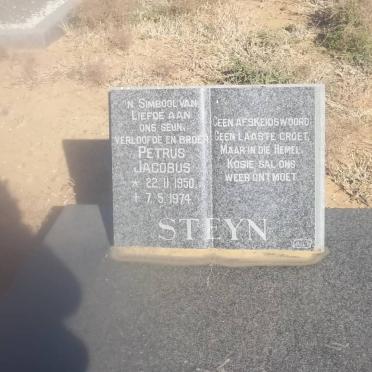 'N SIMBOOL VAN
LIEFDE AAN
ONS SEUN,
VERLOOFDE EN BROER
PETRUS
JACOBUS
* 22.11.1950
† 7.5.1974
GEEN AFSKEIDSWOORD,
GEEN LAASTE GROET,
MAAR IN DIE HEMEL,
KOSIE SAL ONS
WEER ONTMOET
STEYN